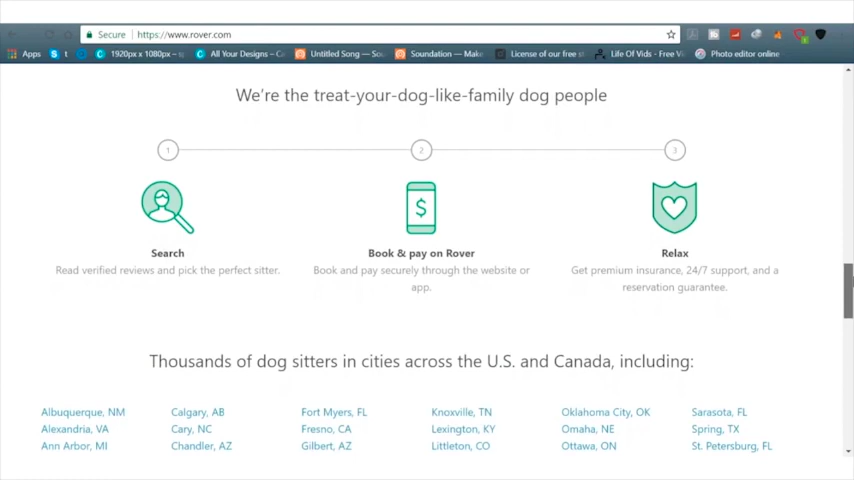 Secure https://www.rover.com
Apps t 1920px x 1080px – All Your Designs – C Untitled Song — Sou Soundation — Make License of our free s Life Of Vids - Free V Photo editor online
We're the treat-your-dog-like-family dog people
1 2 3
Search Book & pay on Rover Relax
Read verified reviews and pick the perfect sitter. Book and pay securely through the website or Get premium insurance, 24/7 support, and a
app. reservation guarantee.
Thousands of dog sitters in cities across the U.S. and Canada, including:
Albuquerque, NM Calgary, AB Fort Myers, FL Knoxville, TN Oklahoma City, OK Sarasota, FL
Alexandria, VA Cary, NC Fresno, CA Lexington, KY Omaha, NE Spring, TX
Ann Arbor, MI Chandler, AZ Gilbert, AZ Littleton, CO Ottawa, ON St. Petersburg, FL